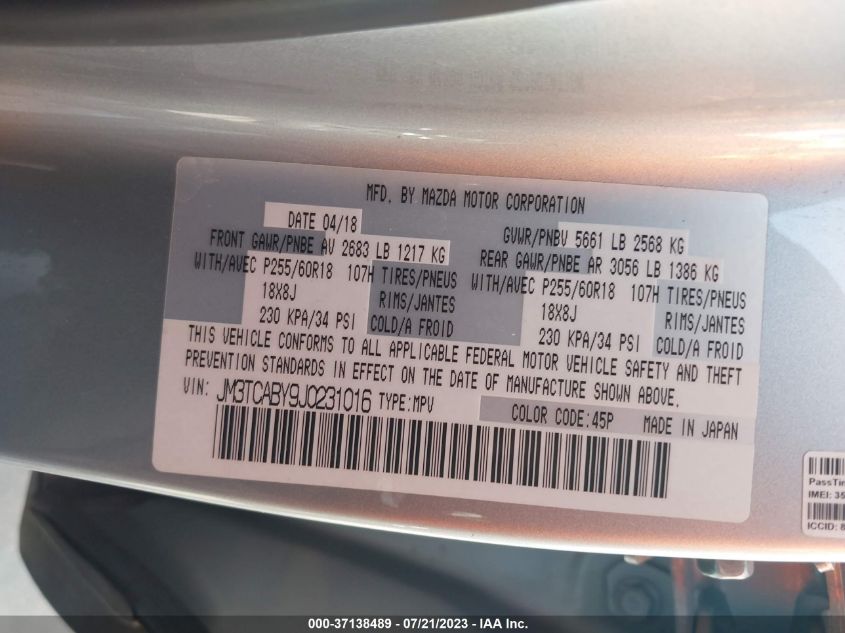 MFD. BY MAZDA MOTOR CORPORATION
DATE 04/18 GVWR/PNBV 5661 LB 2568 KG
FRONT GAWR/PNBE AV 2683 LB 1217 KG REAR GAWR/PNBE AR 3056 LB 1386 KG
WITH/AVEC P255/60R18 107H TIRES/PNEUS WITH/AVEC P255/60R18 107H TIRES/PNEUS
18X8J RIMS/JANTES 18X8J RIMS/JANTES
230 KPA/34 PSI COLD/A FROID 230 KPA/34 PSI COLD/A FROID
THIS VEHICLE CONFORMS TO ALL APPLICABLE FEDERAL MOTOR VEHICLE SAFETY AND THEFT
PREVENTION STANDARDS IN EFFECT ON THE DATE OF MANUFACTURE SHOWN ABOVE.
VIN: JM3TCABY9J0231016 TYPE:MPV COLOR CODE:45P MADE IN JAPAN
PassTim
IMEI: 35
ICCID: 8
000-37138489 - 07/21/2023 - IAA Inc.